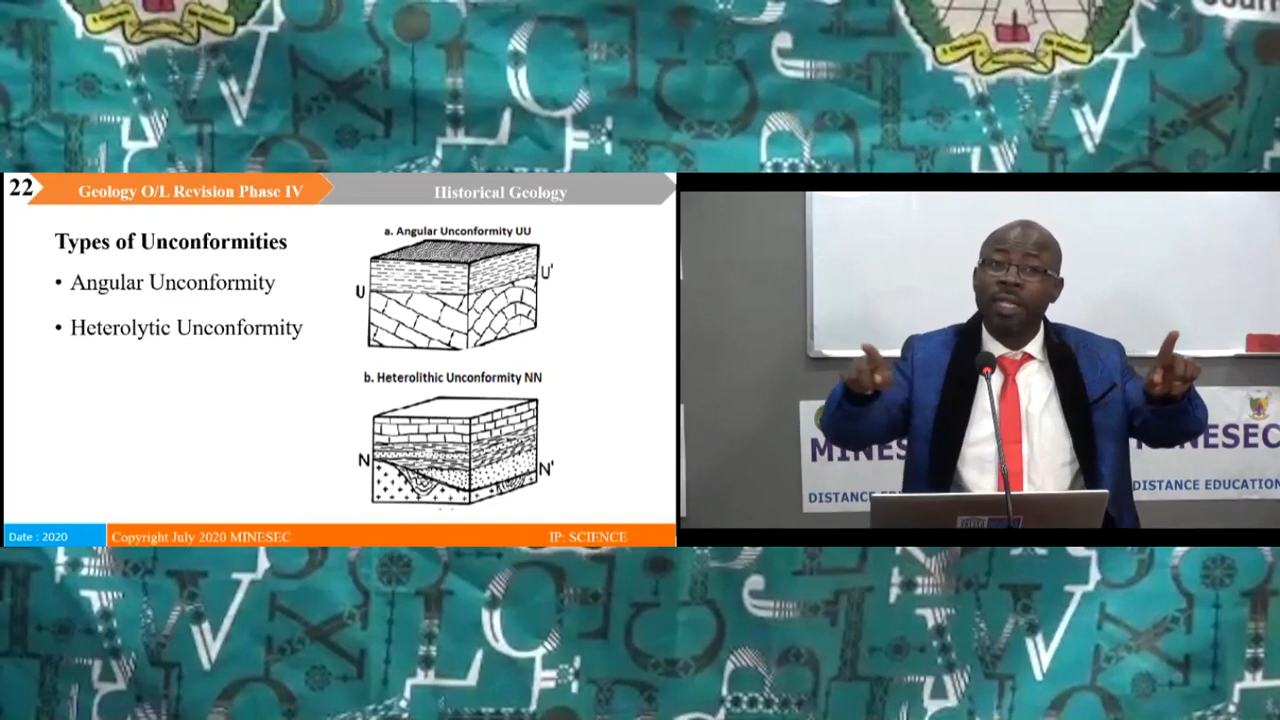 22
Geology O/L Revision Phase IV
Historical Geology
Types of Unconformities
• Angular Unconformity
• Heterolytic Unconformity
a. Angular Unconformity UU
U
U'
b. Heterolithic Unconformity NN
N
N'
Date : 2020
Copyright July 2020 MINESEC
IP: SCIENCE
MINES
DISTANCE
NESEC
DISTANCE EDUCATION